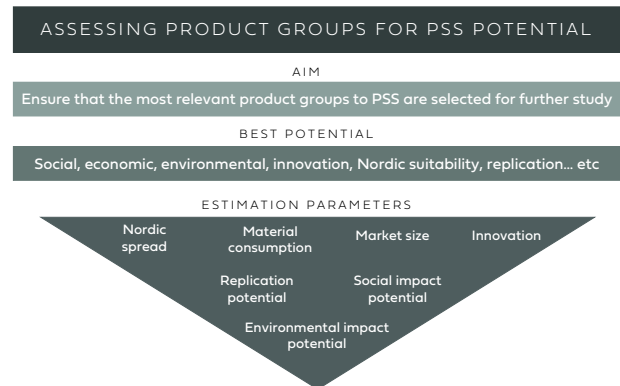 ASSESSING PRODUCT GROUPS FOR PSS POTENTIAL
AIM
Ensure that the most relevant product groups to PSS are selected for further study
BEST POTENTIAL
Social, economic, environmental, innovation, Nordic suitability, replication... etc
ESTIMATION PARAMETERS
Nordic
spread
Material
consumption
Market size
Innovation
Replication
potential
Social impact
potential
Environmental impact
potential